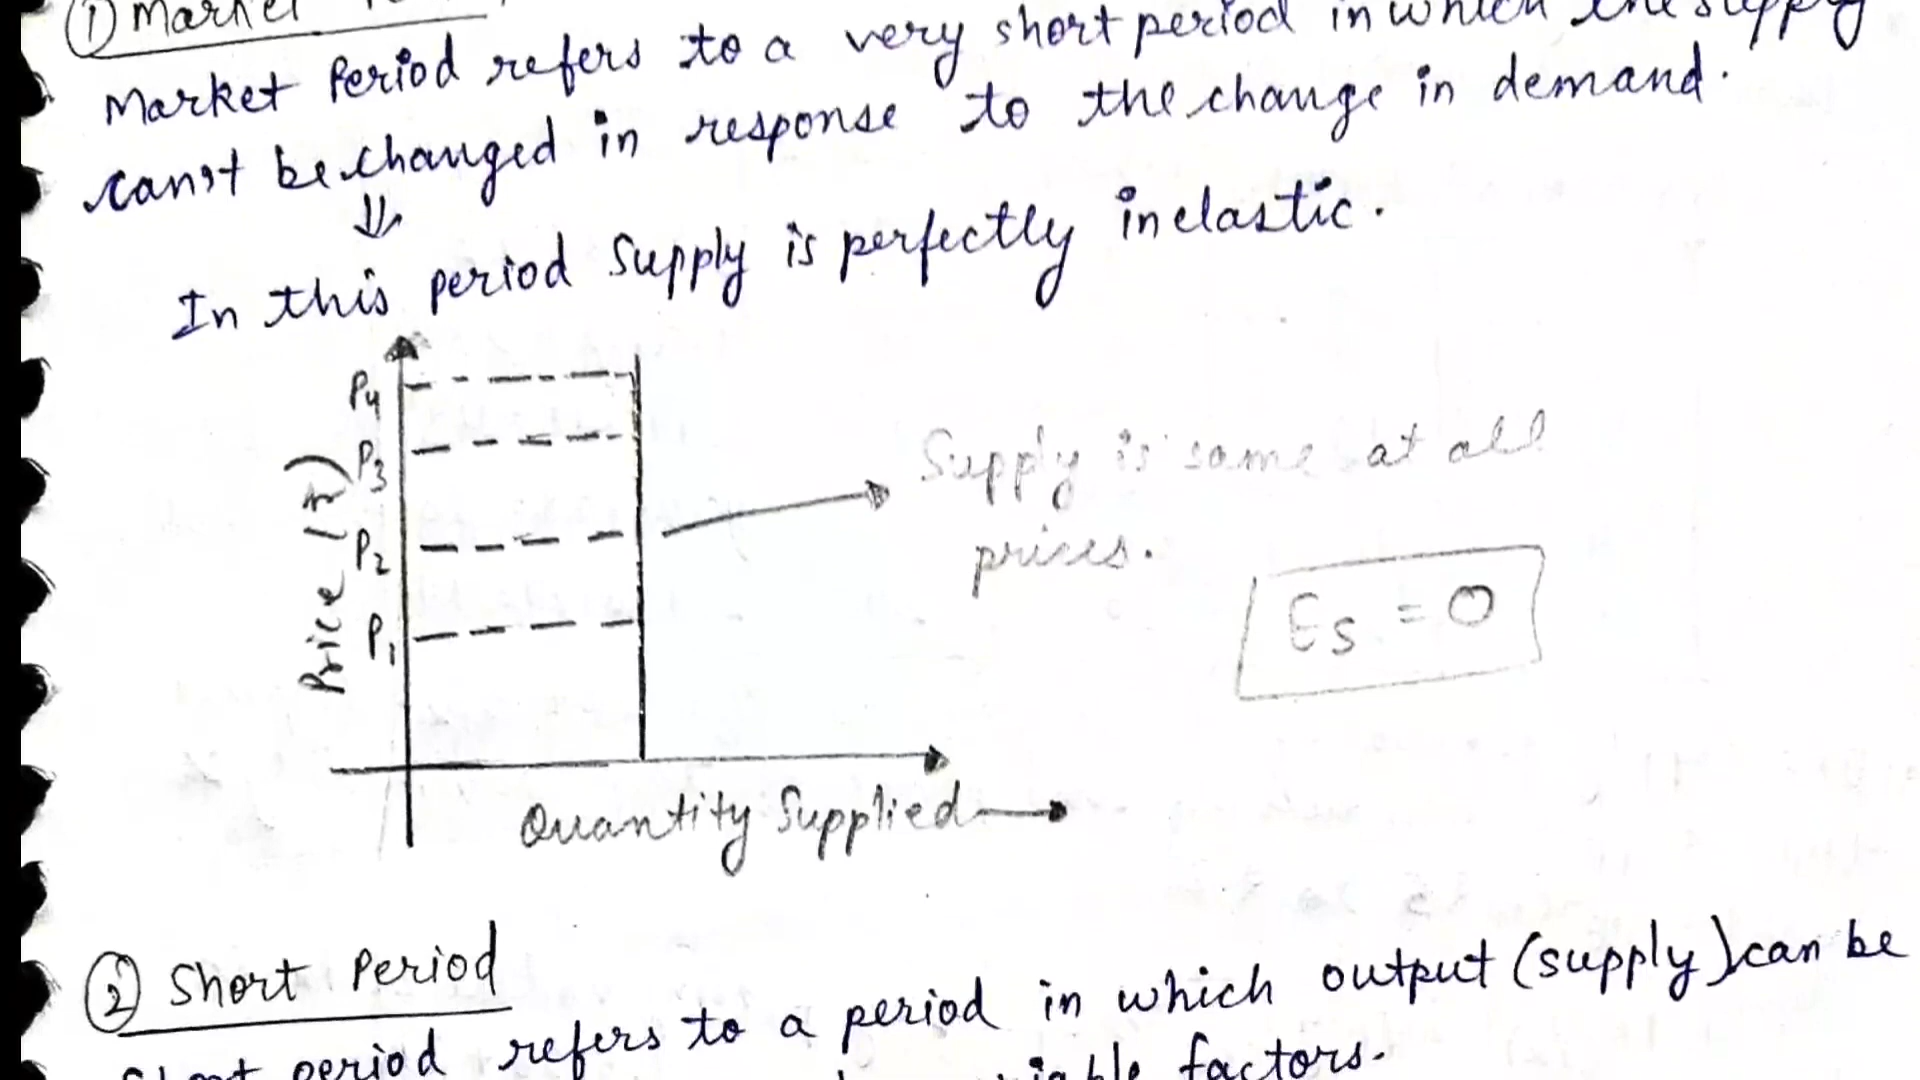 ① Market
Market Period refers to a very short period in which the supply
can't be changed in response to the change in demand.
⇓
In this period Supply is perfectly inelastic.
P4
P3
P2
P1
Price (₹)
Supply is same at all
prices.
Es = 0
Quantity Supplied
② Short Period
Short period refers to a period in which output (supply) can be
variable factors.